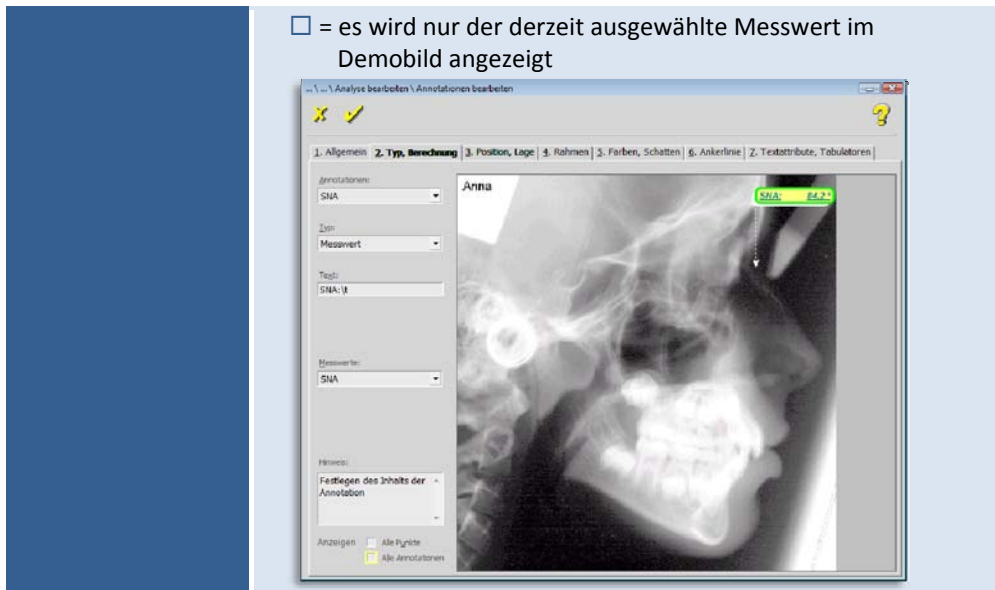 ☐ = es wird nur der derzeit ausgewählte Messwert im
Demobild angezeigt
...\ ...\ Analyse bearbeiten \ Annotationen bearbeiten
1. Allgemein 2. Typ, Berechnung 3. Position, Lage 4. Rahmen 5. Farben, Schatten 6. Ankerlinie 7. Textattribute, Tabulatoren
Annotationen:
SNA
Typ:
Messwert
Text:
SNA:\t
Messwerte:
SNA
Hinweis:
Festlegen des Inhalts der
Annotation
Anzeigen Alle Punkte
Alle Annotationen
Anna
SNA: 84.2 °